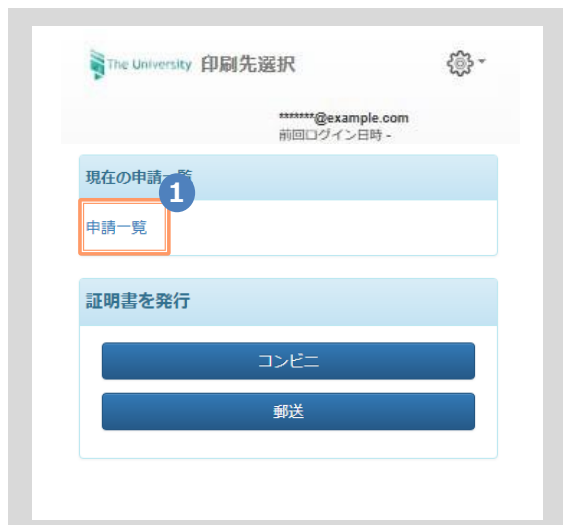 The University 印刷先選択
*******@example.com
前回ログイン日時 -
現在の申請一覧
1
申請一覧
証明書を発行
コンビニ
郵送